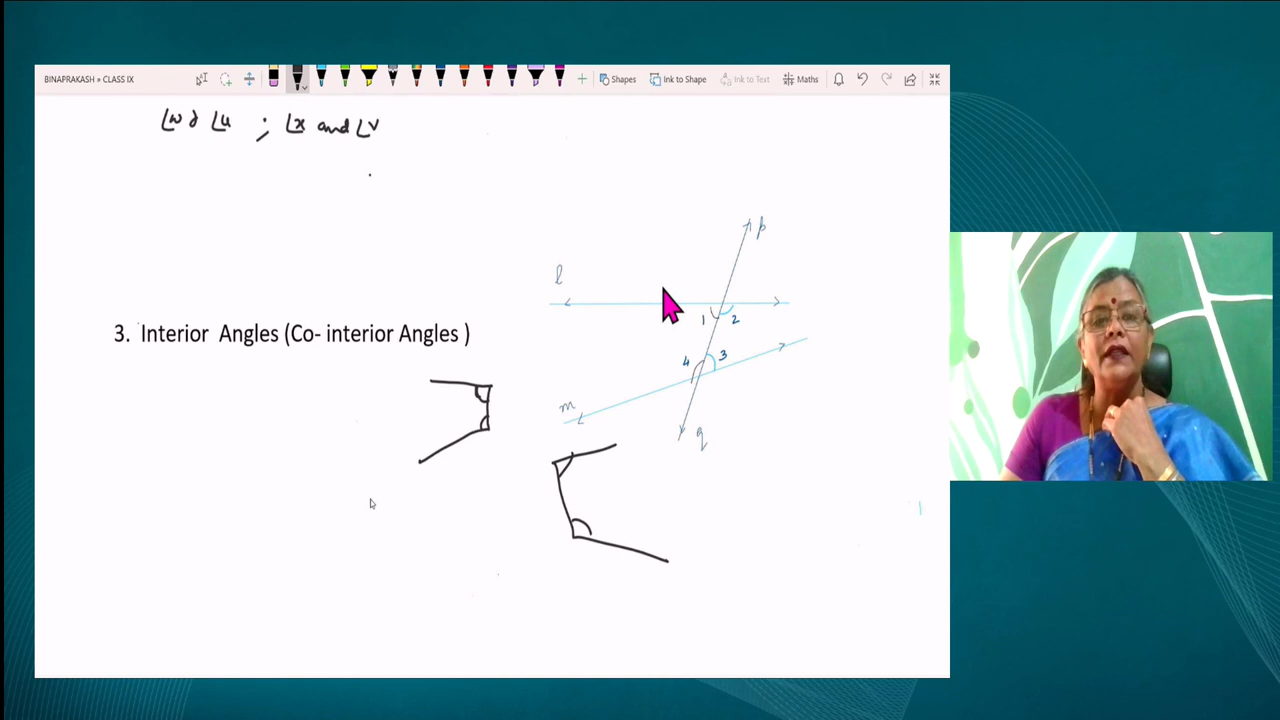 BINAPRAKASH » CLASS IX
Shapes
Ink to Shape
Ink to Text
Maths
∠w & ∠u ; ∠x and ∠v
p
l
1 2
3. Interior Angles (Co- interior Angles )
4 3
m
q